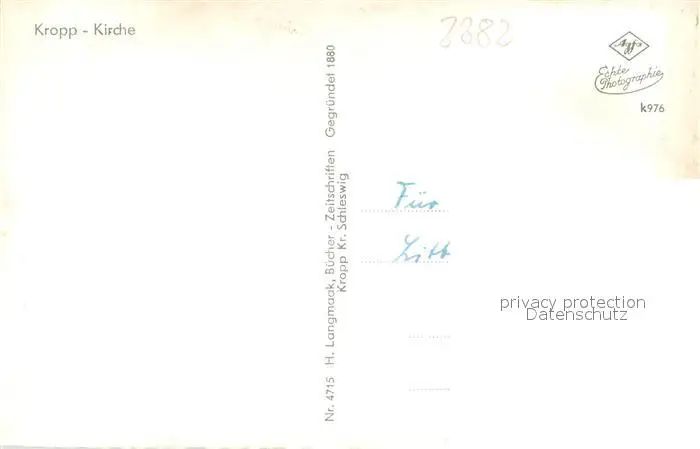 Kropp - Kirche
3382
Agfa
Echte
Photographie
k976
Nr. 4715 H. Langmaak, Bücher - Zeitschriften Gegründet 1880
Kropp Kr. Schleswig
Für
privacy protection
Datenschutz